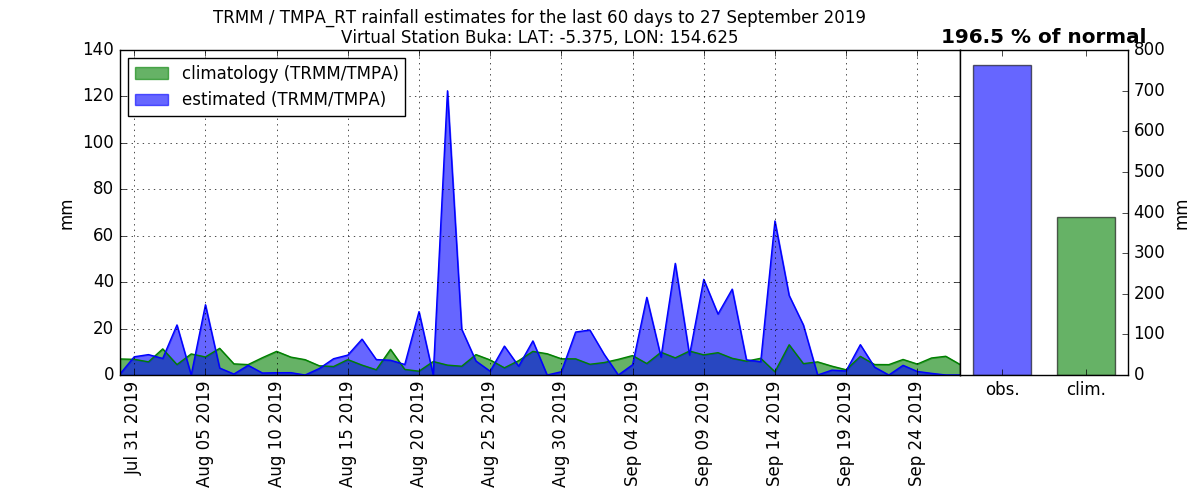 TRMM / TMPA_RT rainfall estimates for the last 60 days to 27 September 2019
Virtual Station Buka: LAT: -5.375, LON: 154.625
196.5 % of normal
climatology (TRMM/TMPA)
estimated (TRMM/TMPA)
mm
140
120
100
80
60
40
20
0
Jul 31 2019
Aug 05 2019
Aug 10 2019
Aug 15 2019
Aug 20 2019
Aug 25 2019
Aug 30 2019
Sep 04 2019
Sep 09 2019
Sep 14 2019
Sep 19 2019
Sep 24 2019
800
700
600
500
400
300
200
100
0
mm
obs.
clim.